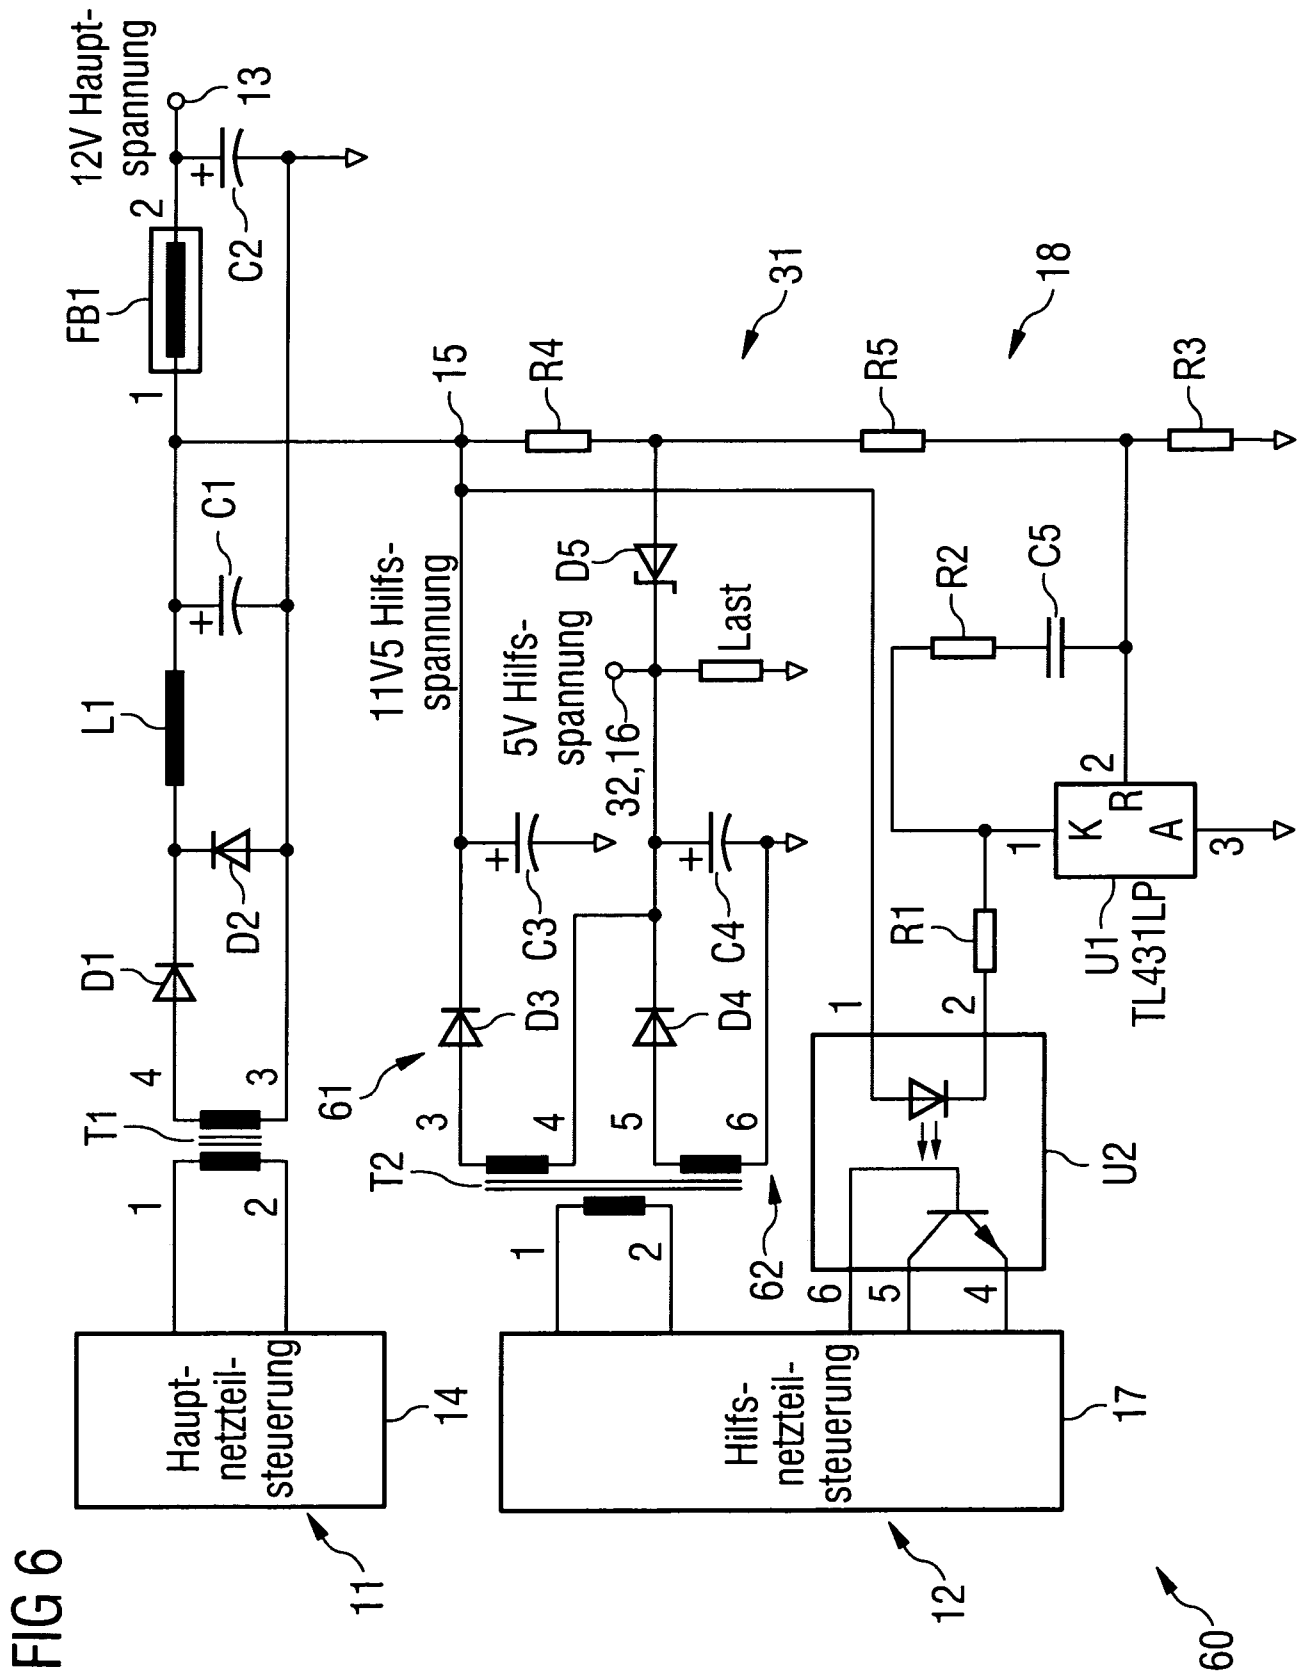 FIG 6
12V Haupt-
spannung
13
FB1
1
2
C2
L1
C1
D1
D2
T1
1
2
4
3
Haupt-
netzteil-
steuerung
14
11
11V5 Hilfs-
spannung
15
R4
31
D3
C3
61
5V Hilfs-
spannung
32,16
D5
Last
D4
C4
T2
1
2
3
4
5
6
62
R5
18
R3
R2
C5
Hilfs-
netzteil-
steuerung
17
12
6
5
4
1
2
U2
R1
1
K
2
R
A
3
U1
TL431LP
60